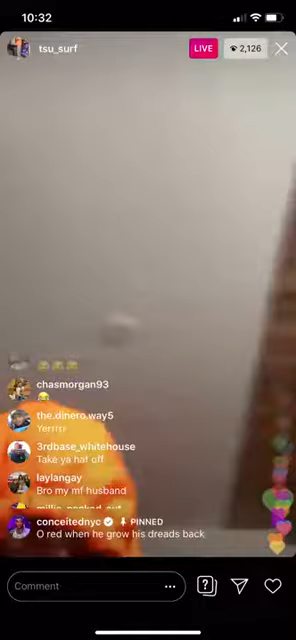 10:32
tsu_surf
LIVE
2,126
chasmorgan93
😂
the.dinero.way5
Yerrrrr
3rdbase_whitehouse
Take ya hat off
laylangay
Bro my mf husband
conceitednyc PINNED
O red when he grow his dreads back
Comment